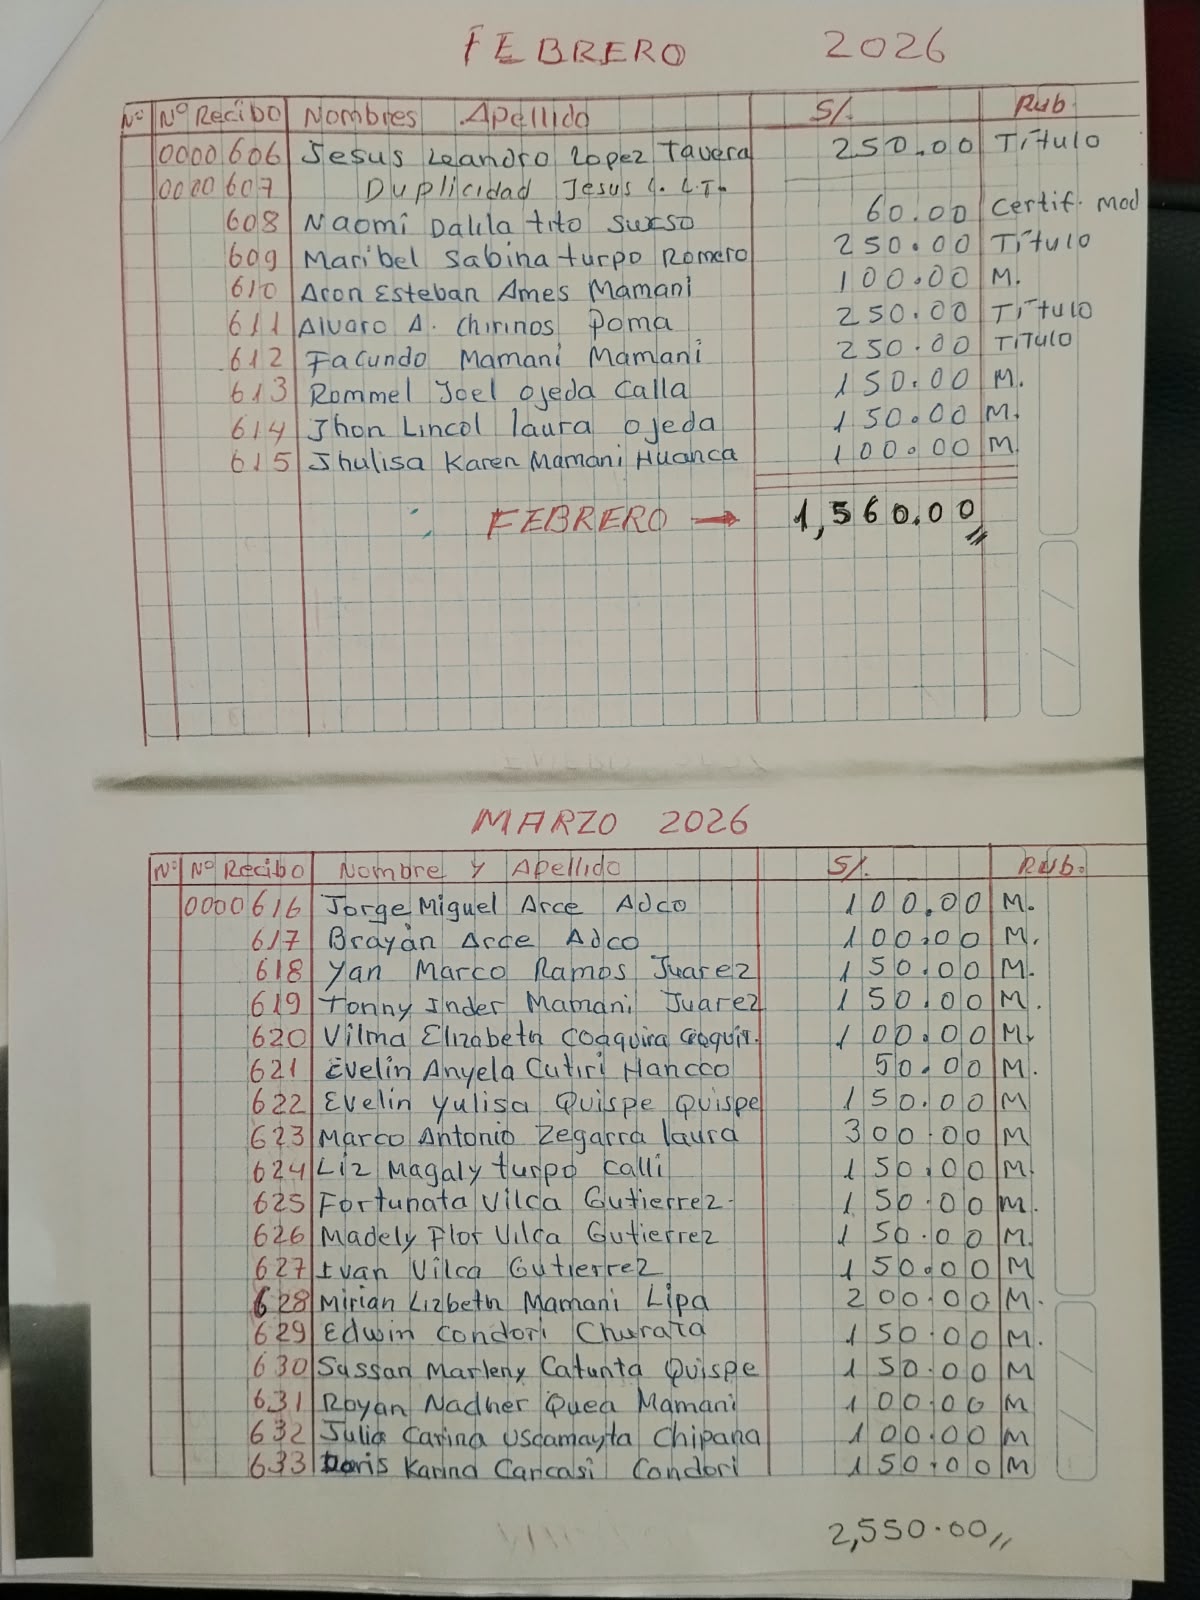 FEBRERO 2026
Nº Nº Recibo Nombres Apellido S/. Rub.
0000606 Jesus Leandro Lopez Tavera 250.00 Título
0000607 Duplicidad Jesus L. L.T.
608 Naomi Dalila tito Surso 60.00 Certif. Mod
609 Maribel Sabina turpo Romero 250.00 Título
610 Aron Esteban Ames Mamani 100.00 M.
611 Alvaro A. Chirinos Poma 250.00 Título
612 Facundo Mamani Mamani 250.00 Título
613 Rommel Joel ojeda Calla 150.00 M.
614 Jhon Lincol laura ojeda 150.00 M.
615 Jhulisa Karen Mamani Huanca 100.00 M
FEBRERO → 1,560.00
MARZO 2026
Nº Nº Recibo Nombre y Apellido S/. Rub.
0000616 Jorge Miguel Arce Adco 100.00 M.
617 Brayan Arce Adco 100.00 M.
618 Yan Marco Ramos Juarez 150.00 M.
619 Tonny Inder Mamani Juarez 150.00 M.
620 Vilma Elizabeth Coaquira Coaquir. 100.00 M.
621 Evelin Anyela Cutiri Hancco 50.00 M.
622 Evelin Yulisa Quispe Quispe 150.00 M
623 Marco Antonio Zegarra laura 300.00 M
624 Liz Magaly turpo Calli 150.00 M.
625 Fortunata Vilca Gutierrez. 150.00 M.
626 Madely Flor Vilca Gutierrez 150.00 M.
627 Ivan Vilca Gutierrez 150.00 M
628 Mirian Lizbeth Mamani Lipa 200.00 M.
629 Edwin Condori Churata 150.00 M.
630 Sussan Marleny Catunta Quispe 150.00 M
631 Royan Nadher Quea Mamani 100.00 M
632 Julia Carina Uscamayta Chipana 100.00 M
633 Doris Karina Carcasi Condori 150.00 M
2,550.00